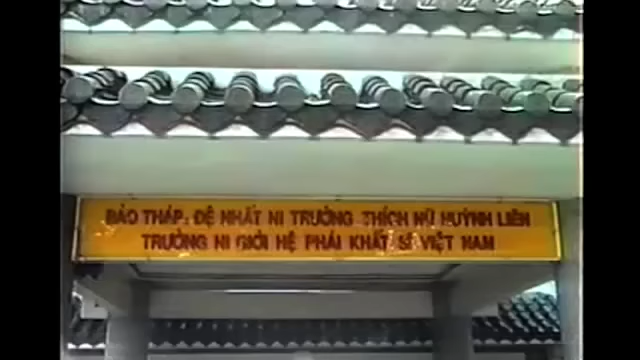 BẢO THÁP: ĐỆ NHẤT NI TRƯỞNG THÍCH NỮ HUỲNH LIÊN
TRƯỞNG NI GIỚI HỆ PHÁI KHẤT SĨ VIỆT NAM